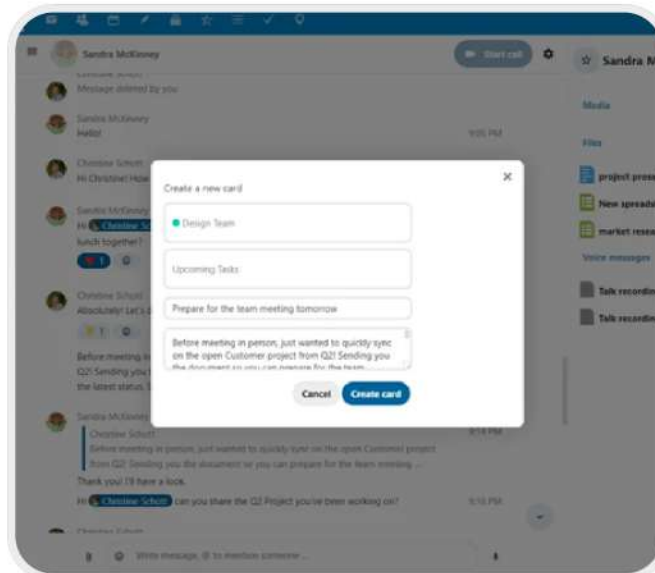 Sandra McKinney
Start call
Christine Schott
Message deleted by you
Sandra McKinney
Hello!
9:05 PM
Christine Schott
Hi Christine! How
Sandra McKinney
Hi Christine Sc
lunch together?
1
Christine Schott
Absolutely! Let's
1
Before meeting in
Q2! Sending you
the latest status.
Sandra McKinney
9:14 PM
Christine Schott
Before meeting in person, just wanted to quickly sync on the open Customer project
from Q2! Sending you the document so you can prepare for the team meeting ...
Thank you! I'll have a look.
Hi Christine Schott can you share the Q2 Project you've been working on?
9:16 PM
Christine Schott
Write message, @ to mention someone ...
Create a new card
Design Team
Upcoming Tasks
Prepare for the team meeting tomorrow
Before meeting in person, just wanted to quickly sync
on the open Customer project from Q2! Sending you
the document so you can prepare for the team
Cancel
Create card
Sandra M
Media
Files
project prese
New spreads
market resea
Voice messages
Talk recordin
Talk recordin